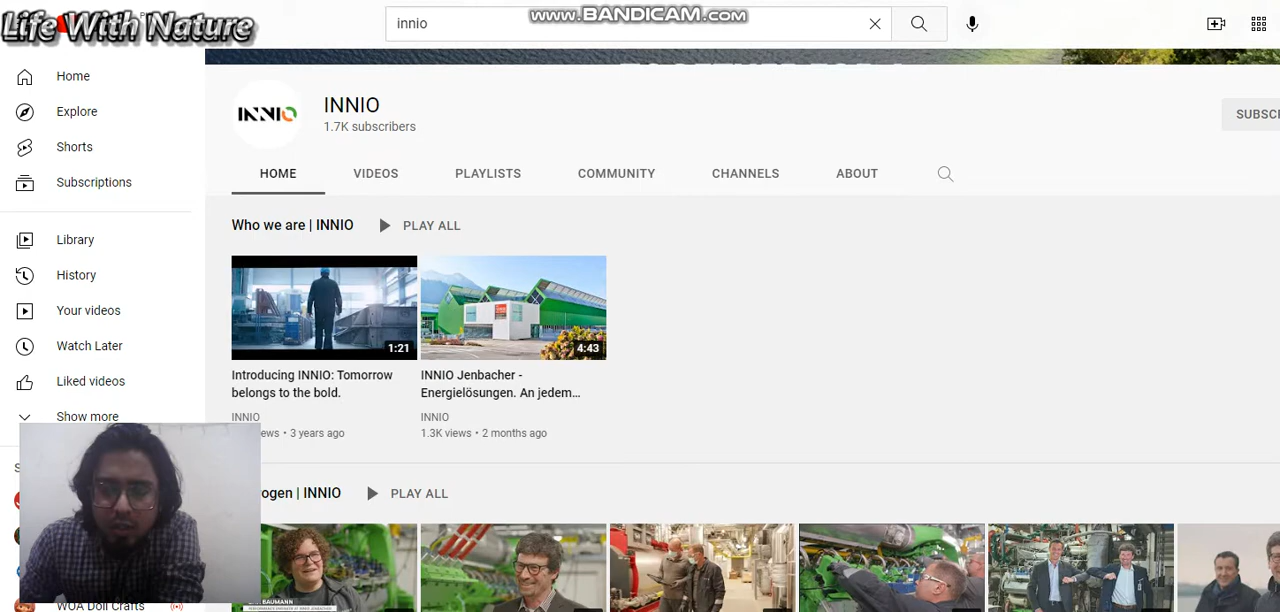 Life With Nature
innio
www.BANDICAM.com
Home
Explore
Shorts
Subscriptions
Library
History
Your videos
Watch Later
Liked videos
Show more
INNIO
INNIO
1.7K subscribers
SUBSC
HOME
VIDEOS
PLAYLISTS
COMMUNITY
CHANNELS
ABOUT
Who we are | INNIO
PLAY ALL
1:21
4:43
Introducing INNIO: Tomorrow
belongs to the bold.
INNIO
ews • 3 years ago
INNIO Jenbacher -
Energielösungen. An jedem...
INNIO
1.3K views • 2 months ago
ogen | INNIO
PLAY ALL
BAUMANN
WOA Doll Crafts